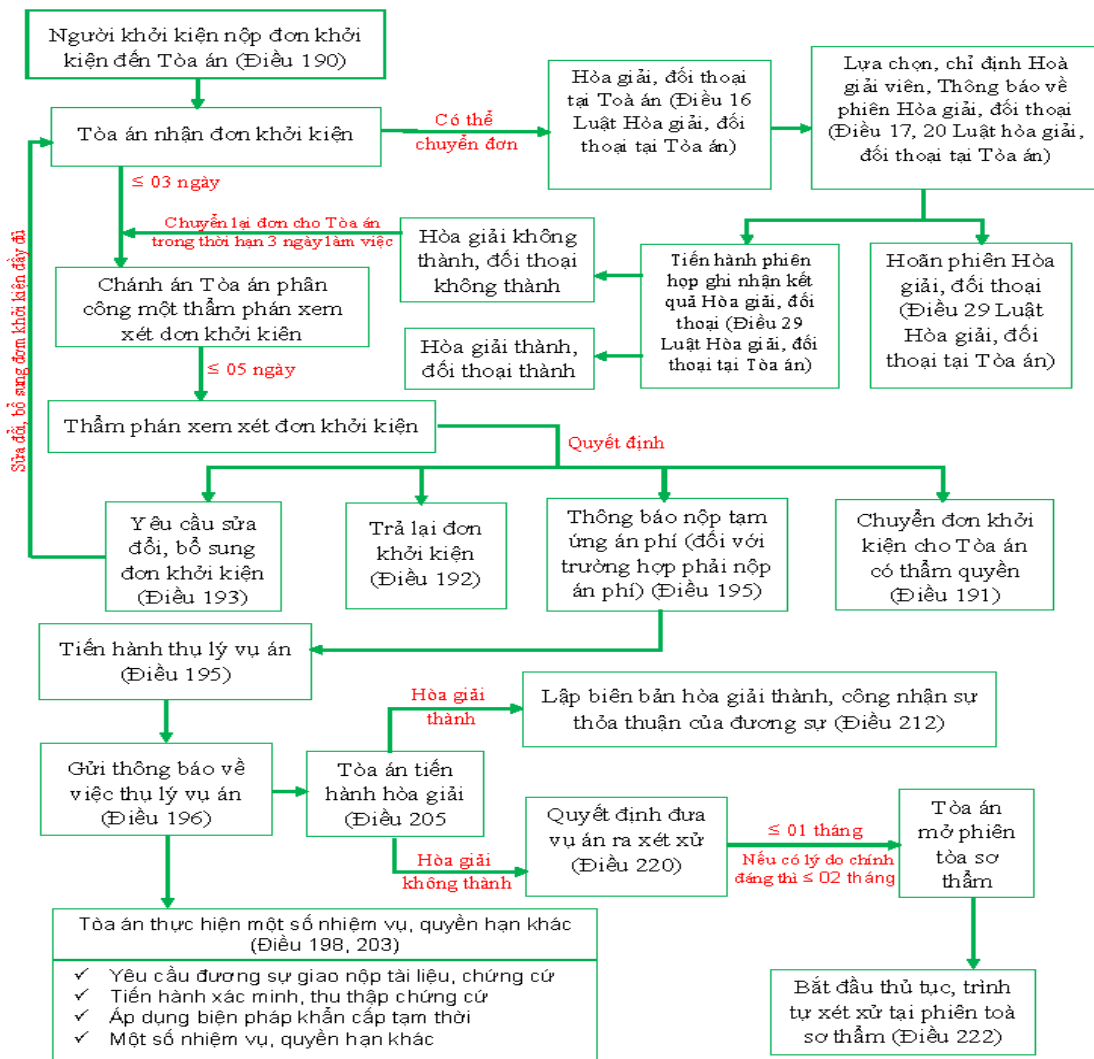 Người khởi kiện nộp đơn khởi
kiện đến Tòa án (Điều 190)
Tòa án nhận đơn khởi kiện
Có thể
chuyển đơn
Hòa giải, đối thoại
tại Toà án (Điều 16
Luật Hòa giải, đối
thoại tại Tòa án)
Lựa chọn, chỉ định Hoà
giải viên, Thông báo về
phiên Hòa giải, đối thoại
(Điều 17, 20 Luật hòa giải,
đối thoại tại Tòa án)
≤ 03 ngày
Chuyển lại đơn cho Tòa án
trong thời hạn 3 ngày làm việc
Hòa giải không
thành, đối thoại
không thành
Tiến hành phiên
họp ghi nhận kết
quả Hòa giải, đối
thoại (Điều 29
Luật Hòa giải, đối
thoại tại Tòa án)
Hoãn phiên Hòa
giải, đối thoại
(Điều 29 Luật
Hòa giải, đối
thoại tại Tòa án)
Hòa giải thành,
đối thoại thành
Chánh án Tòa án phân
công một thẩm phán xem
xét đơn khởi kiên
≤ 05 ngày
Thẩm phán xem xét đơn khởi kiện
Quyết định
Sửa đổi, bổ sung đơm khởi kiện đầy đủ
Yêu cầu sửa
đổi, bổ sung
đơn khởi kiện
(Điều 193)
Trả lại đơn
khởi kiện
(Điều 192)
Thông báo nộp tạm
ứng án phí (đối với
trường hợp phải nộp
án phí) (Điều 195)
Chuyển đơn khởi
kiện cho Tòa án
có thẩm quyền
(Điều 191)
Tiến hành thụ lý vụ án
(Điều 195)
Hòa giải
thành
Lập biên bản hòa giải thành, công nhận sự
thỏa thuận của đương sự (Điều 212)
Gửi thông báo về
việc thụ lý vụ án
(Điều 196)
Tòa án tiến
hành hòa giải
(Điều 205
Hòa giải
không thành
Quyết định đưa
vụ án ra xét xử
(Điều 220)
≤ 01 tháng
Nếu có lý do chính
đáng thì ≤ 02 tháng
Tòa án
mở phiên
tòa sơ
thẩm
Tòa án thực hiện một số nhiệm vụ, quyền hạn khác
(Điều 198, 203)
✓ Yêu cầu đương sự giao nộp tài liệu, chứng cứ
✓ Tiến hành xác minh, thu thập chứng cứ
✓ Áp dụng biện pháp khẩn cấp tạm thời
✓ Một số nhiệm vụ, quyền hạn khác
Bắt đầu thủ tục, trình
tự xét xử tại phiên toà
sơ thẩm (Điều 222)